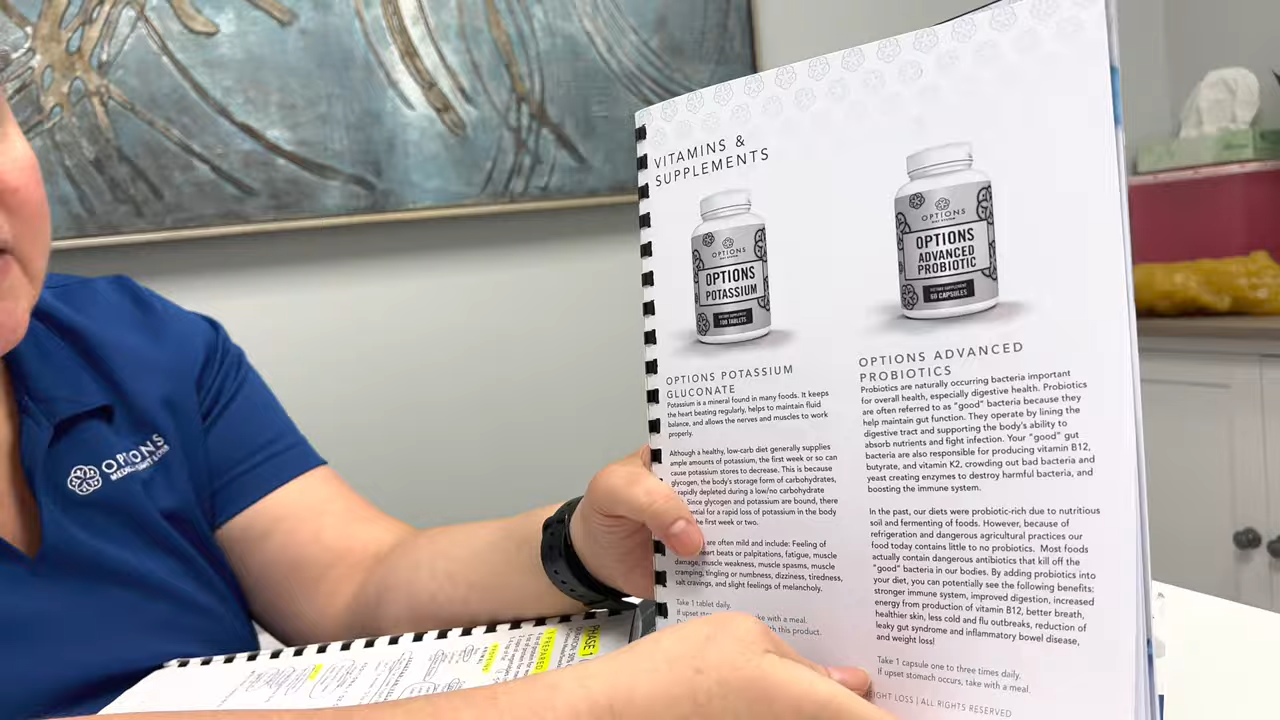 VITAMINS &
SUPPLEMENTS
OPTIONS
OPTIONS
POTASSIUM
DIETARY SUPPLEMENT
100 TABLETS
OPTIONS POTASSIUM
GLUCONATE
Potassium is a mineral found in many foods. It keeps
the heart beating regularly, helps to maintain fluid
balance, and allows the nerves and muscles to work
properly.
Although a healthy, low-carb diet generally supplies
ample amounts of potassium, the first week or so can
cause potassium stores to decrease. This is because
glycogen, the body's storage form of carbohydrates,
rapidly depleted during a low/no carbohydrate
Since glycogen and potassium are bound, there
for a rapid loss of potassium in the body
first week or two.
are often mild and include: Feeling of
heart beats or palpitations, fatigue, muscle
damage, muscle weakness, muscle spasms, muscle
cramping, tingling or numbness, dizziness, tiredness,
salt cravings, and slight feelings of melancholy.
Take 1 tablet daily.
If upset with a meal.
this product.
OPTIONS
OPTIONS
ADVANCED
PROBIOTIC
DIETARY SUPPLEMENT
60 CAPSULES
OPTIONS ADVANCED
PROBIOTICS
Probiotics are naturally occurring bacteria important
for overall health, especially digestive health. Probiotics
are often referred to as "good" bacteria because they
help maintain gut function. They operate by lining the
digestive tract and supporting the body's ability to
absorb nutrients and fight infection. Your "good" gut
bacteria are also responsible for producing vitamin B12,
butyrate, and vitamin K2, crowding out bad bacteria and
yeast creating enzymes to destroy harmful bacteria, and
boosting the immune system.
In the past, our diets were probiotic-rich due to nutritious
soil and fermenting of foods. However, because of
refrigeration and dangerous agricultural practices our
food today contains little to no probiotics. Most foods
actually contain dangerous antibiotics that kill off the
"good" bacteria in our bodies. By adding probiotics into
your diet, you can potentially see the following benefits:
stronger immune system, improved digestion, increased
energy from production of vitamin B12, better breath,
healthier skin, less cold and flu outbreaks, reduction of
leaky gut syndrome and inflammatory bowel disease,
and weight loss!
Take 1 capsule one to three times daily.
If upset stomach occurs, take with a meal.
LOSS | ALL RIGHTS RESERVED
OPTIONS
MEDICAL WEIGHT LOSS
PHASE 1
PREPARED